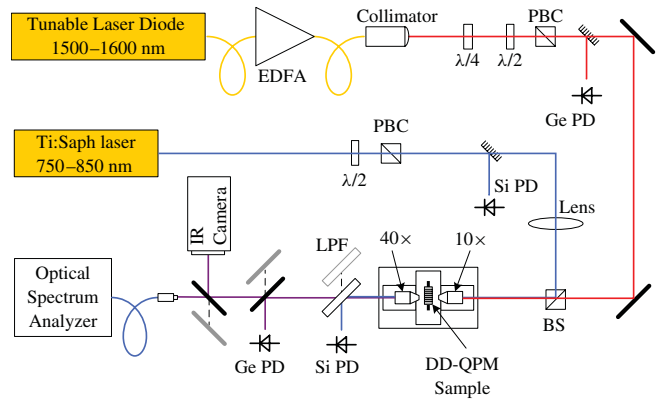 Tunable Laser Diode
1500–1600 nm
EDFA
Collimator
λ/4
λ/2
PBC
Ge PD
Ti:Saph laser
750–850 nm
λ/2
PBC
Si PD
Lens
IR
Camera
LPF
40×
10×
BS
Optical
Spectrum
Analyzer
Ge PD
Si PD
DD-QPM
Sample